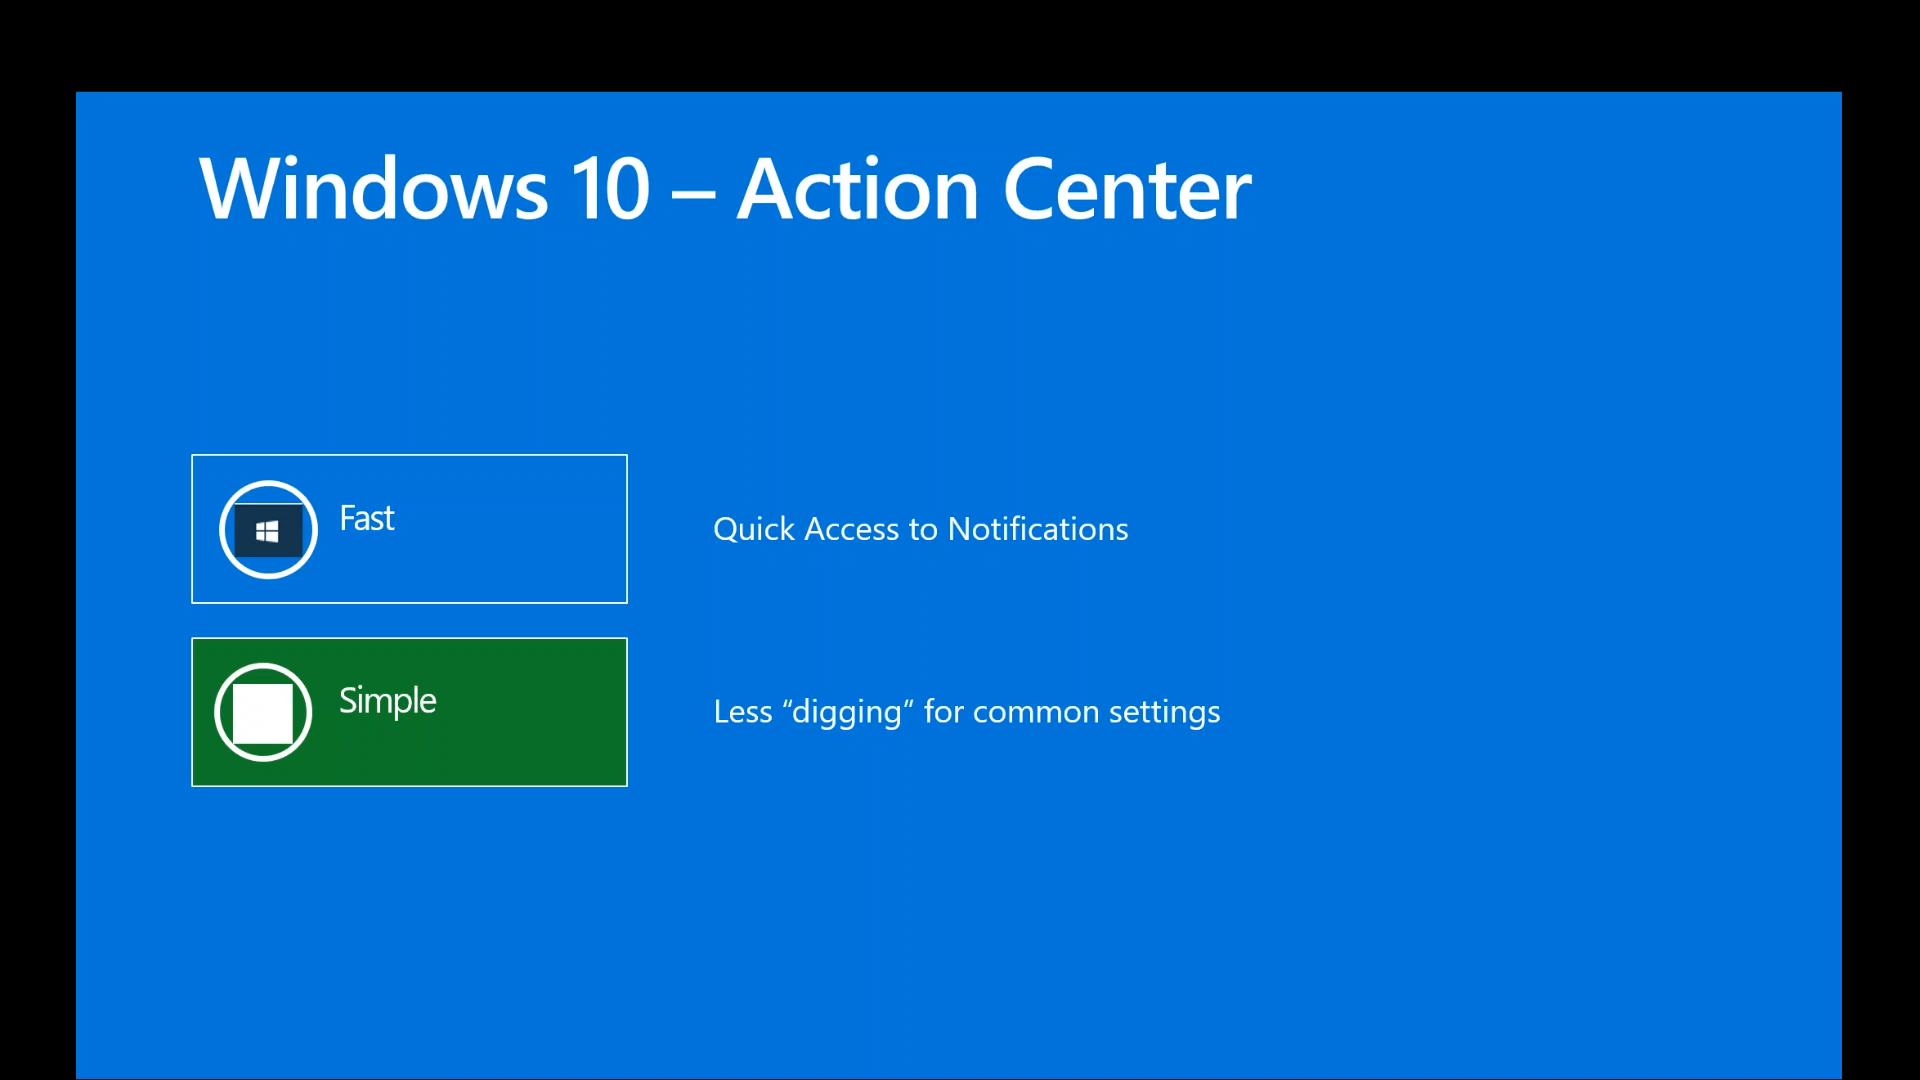 Windows 10 – Action Center
Fast
Quick Access to Notifications
Simple
Less “digging” for common settings